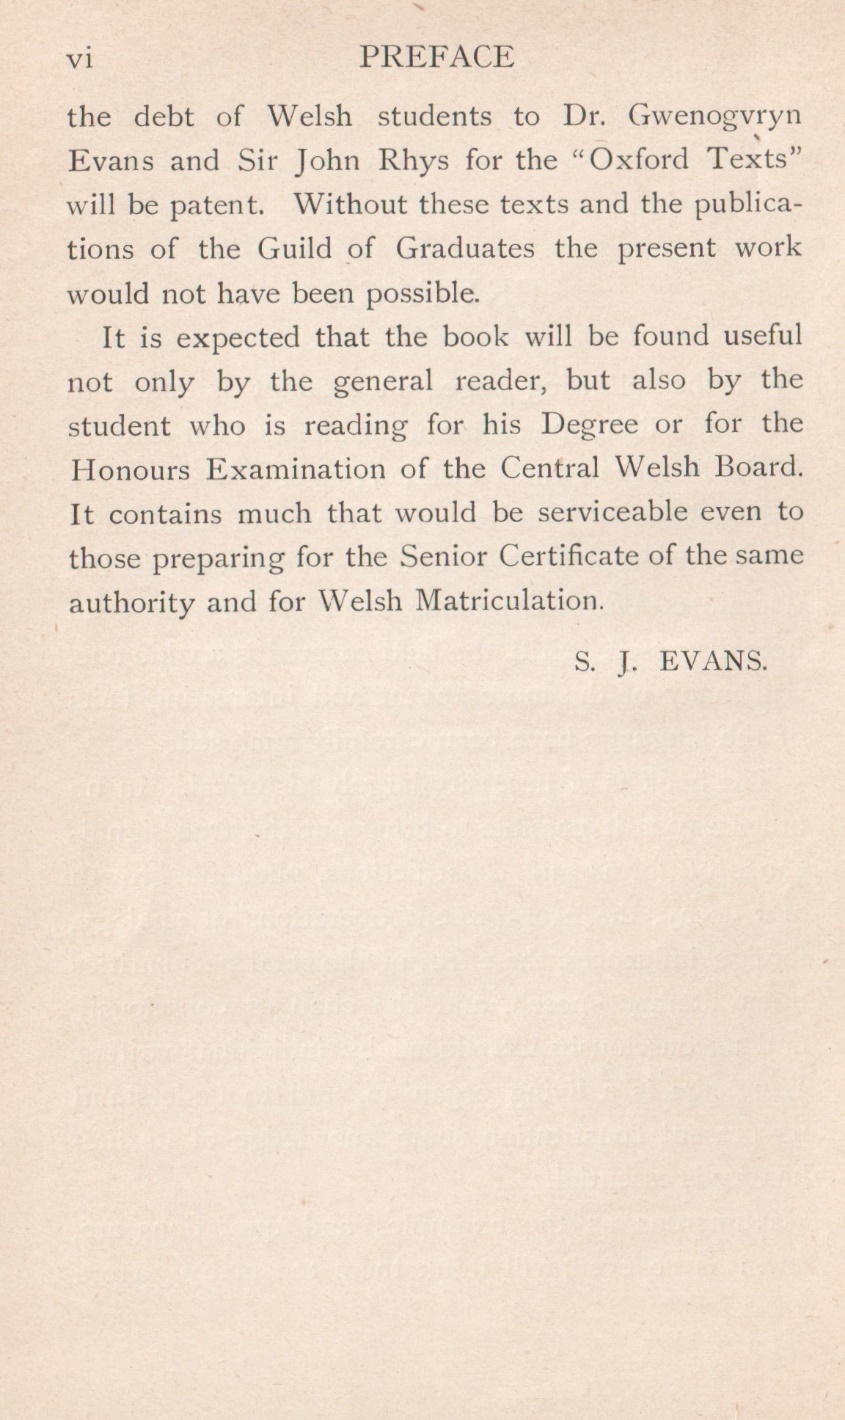 vi PREFACE
the debt of Welsh students to Dr. Gwenogvryn
Evans and Sir John Rhys for the “Oxford Texts”
will be patent. Without these texts and the publica-
tions of the Guild of Graduates the present work
would not have been possible.
It is expected that the book will be found useful
not only by the general reader, but also by the
student who is reading for his Degree or for the
Honours Examination of the Central Welsh Board.
It contains much that would be serviceable even to
those preparing for the Senior Certificate of the same
authority and for Welsh Matriculation.
S. J. EVANS.